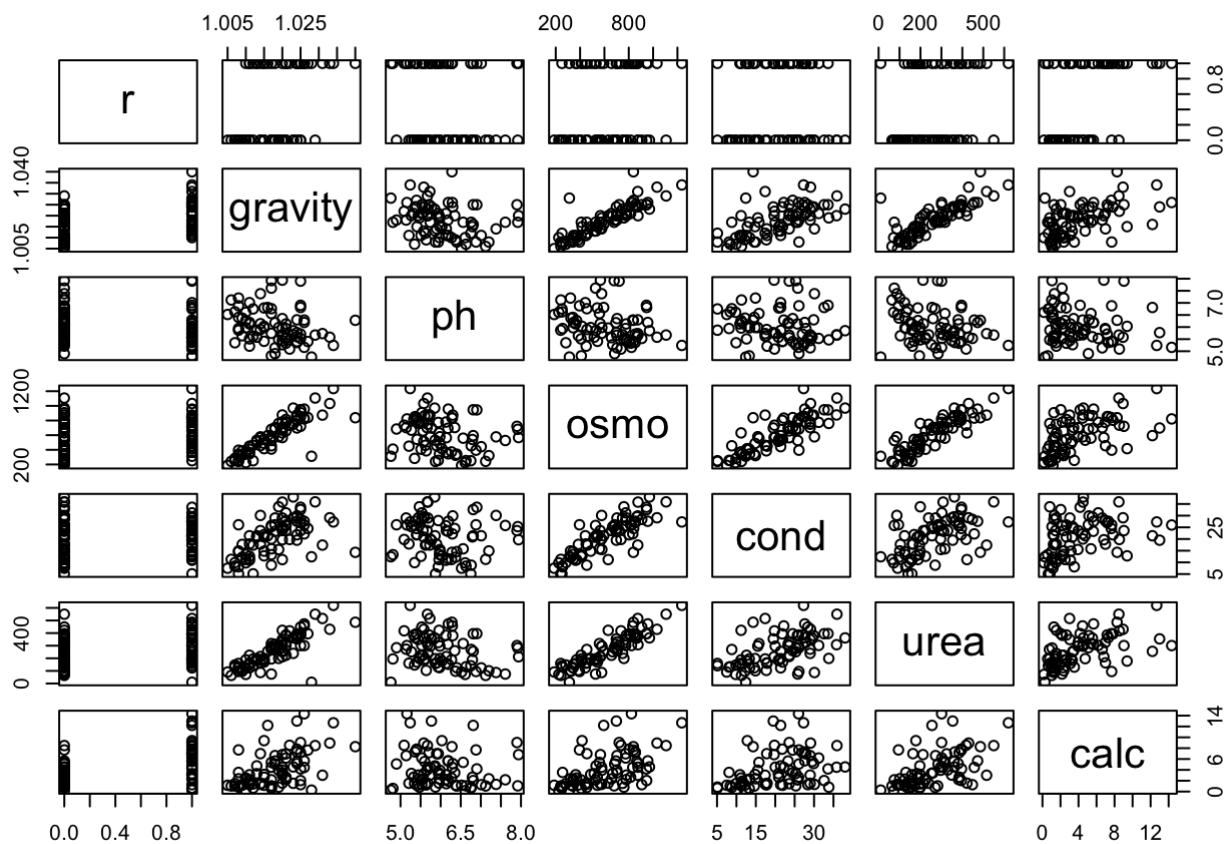 1.005 1.025 200 800 0 200 500
r 0.0 0.8
1.005 1.040 gravity
ph 5.0 7.0
200 1200 osmo
cond 5 25
0 400 urea
calc 0 6 14
0.0 0.4 0.8 5.0 6.5 8.0 5 15 30 0 4 8 12